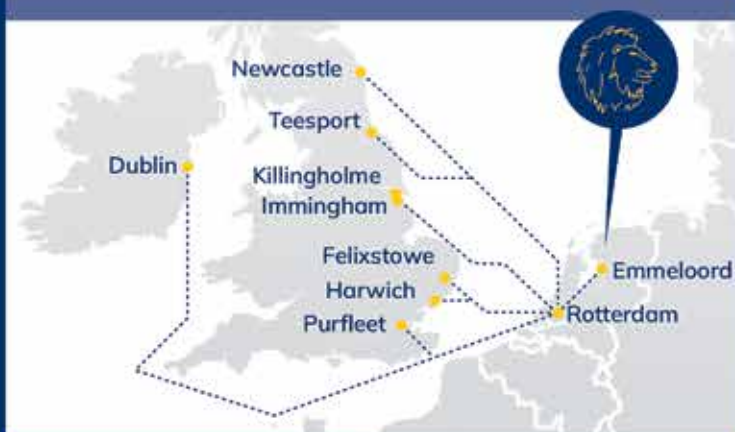 Newcastle
Teesport
Dublin
Killingholme
Immingham
Felixstowe
Harwich
Purfleet
Emmeloord
Rotterdam